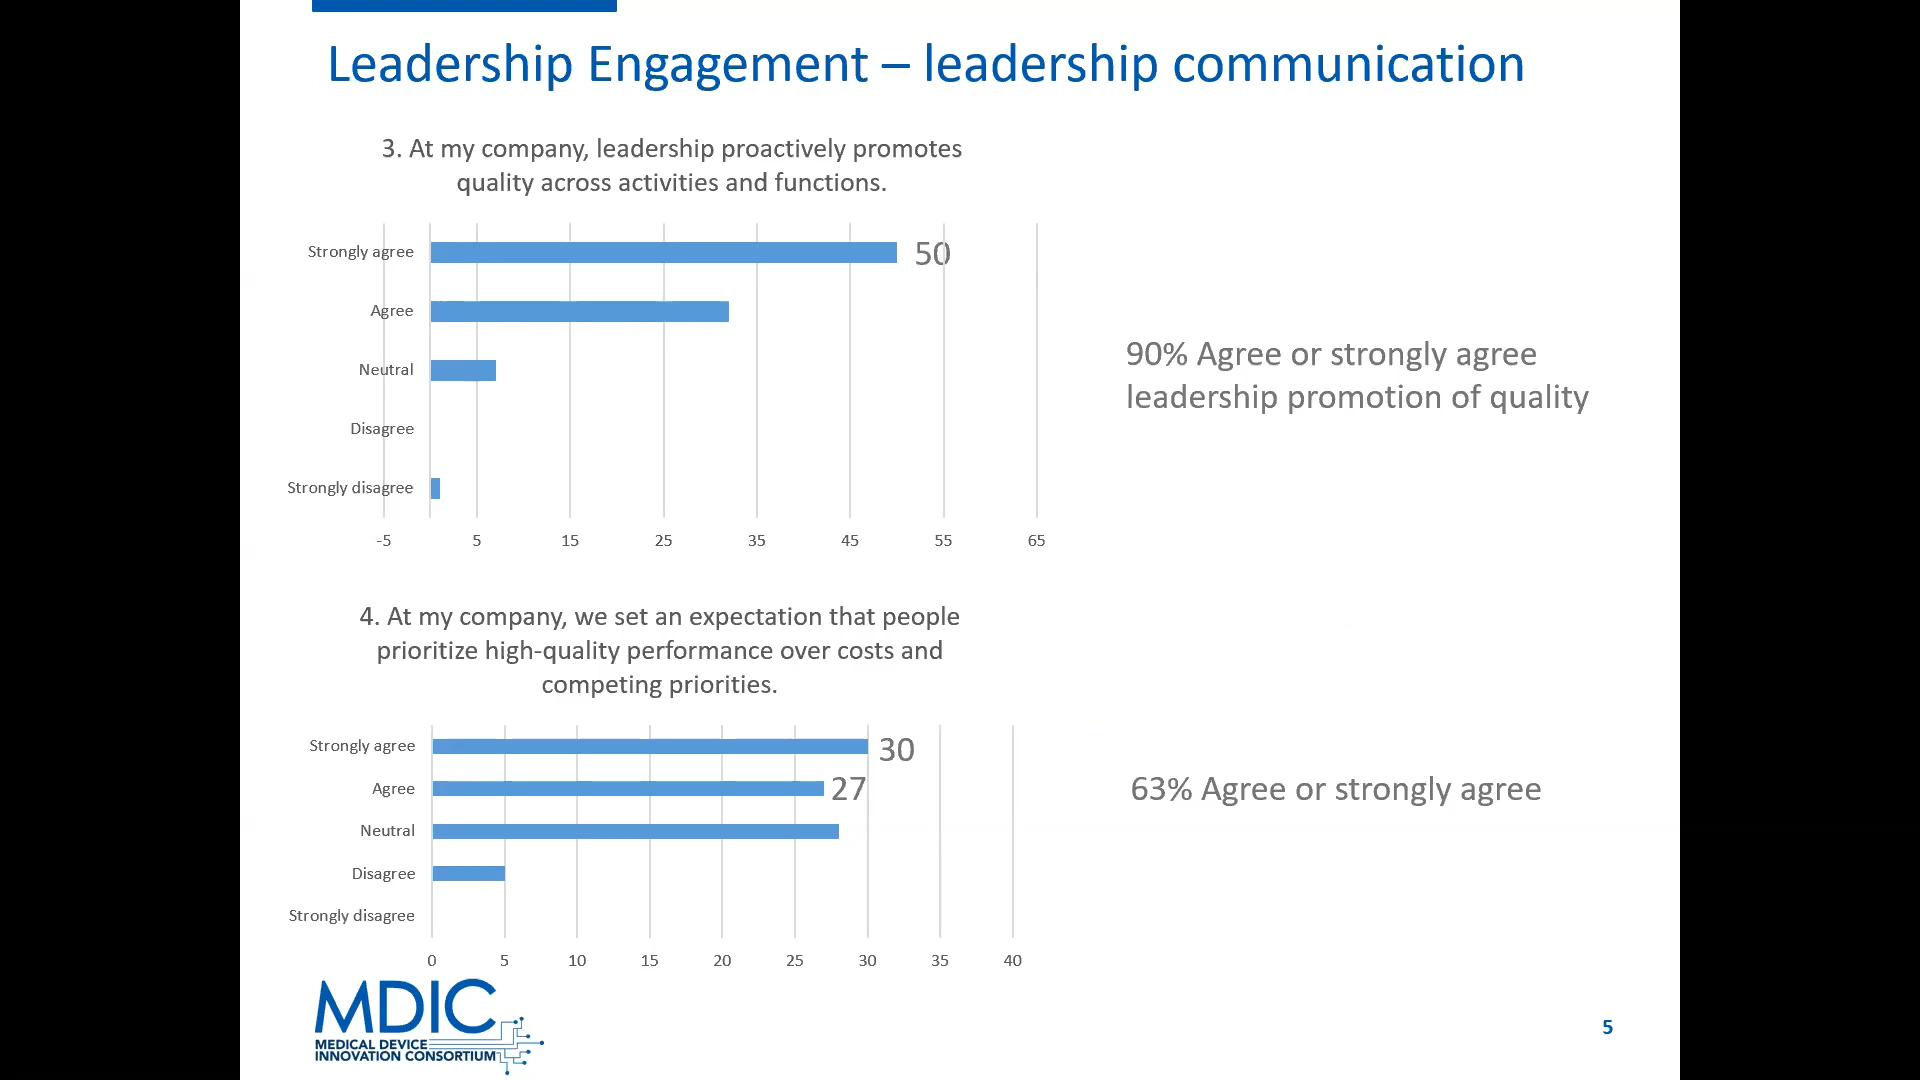 Leadership Engagement – leadership communication
3. At my company, leadership proactively promotes
quality across activities and functions.
Strongly agree
50
Agree
Neutral
Disagree
Strongly disagree
-5 5 15 25 35 45 55 65
90% Agree or strongly agree
leadership promotion of quality
4. At my company, we set an expectation that people
prioritize high-quality performance over costs and
competing priorities.
Strongly agree
30
Agree
27
Neutral
Disagree
Strongly disagree
0 5 10 15 20 25 30 35 40
63% Agree or strongly agree
MDIC
MEDICAL DEVICE
INNOVATION CONSORTIUM
5